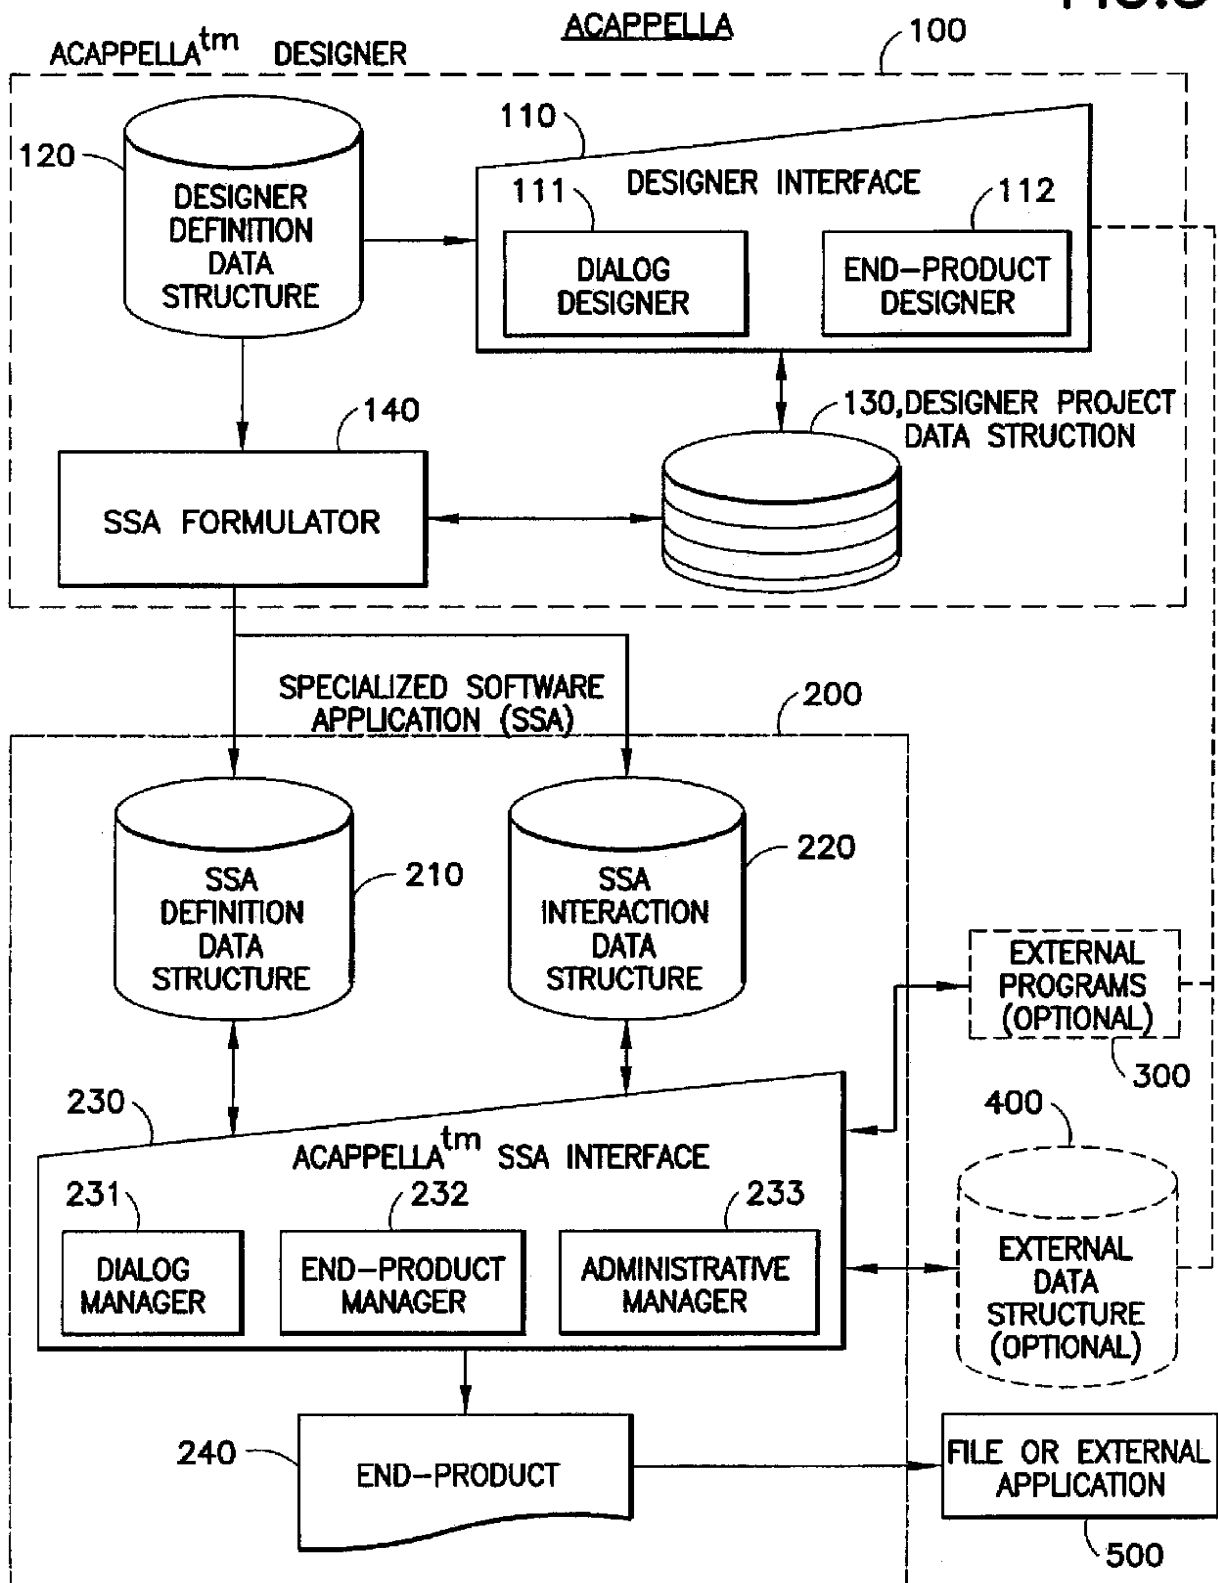 ACAPPELLA
ACAPPELLAtm DESIGNER
100
120
DESIGNER
DEFINITION
DATA
STRUCTURE
110
DESIGNER INTERFACE
111
112
DIALOG
DESIGNER
END-PRODUCT
DESIGNER
140
SSA FORMULATOR
130,DESIGNER PROJECT
DATA STRUCTION
SPECIALIZED SOFTWARE
APPLICATION (SSA)
200
SSA
DEFINITION
DATA
STRUCTURE
210
SSA
INTERACTION
DATA
STRUCTURE
220
EXTERNAL
PROGRAMS
(OPTIONAL)
300
230
ACAPPELLAtm SSA INTERFACE
231
232
233
DIALOG
MANAGER
END-PRODUCT
MANAGER
ADMINISTRATIVE
MANAGER
400
EXTERNAL
DATA
STRUCTURE
(OPTIONAL)
240
END-PRODUCT
FILE OR EXTERNAL
APPLICATION
500